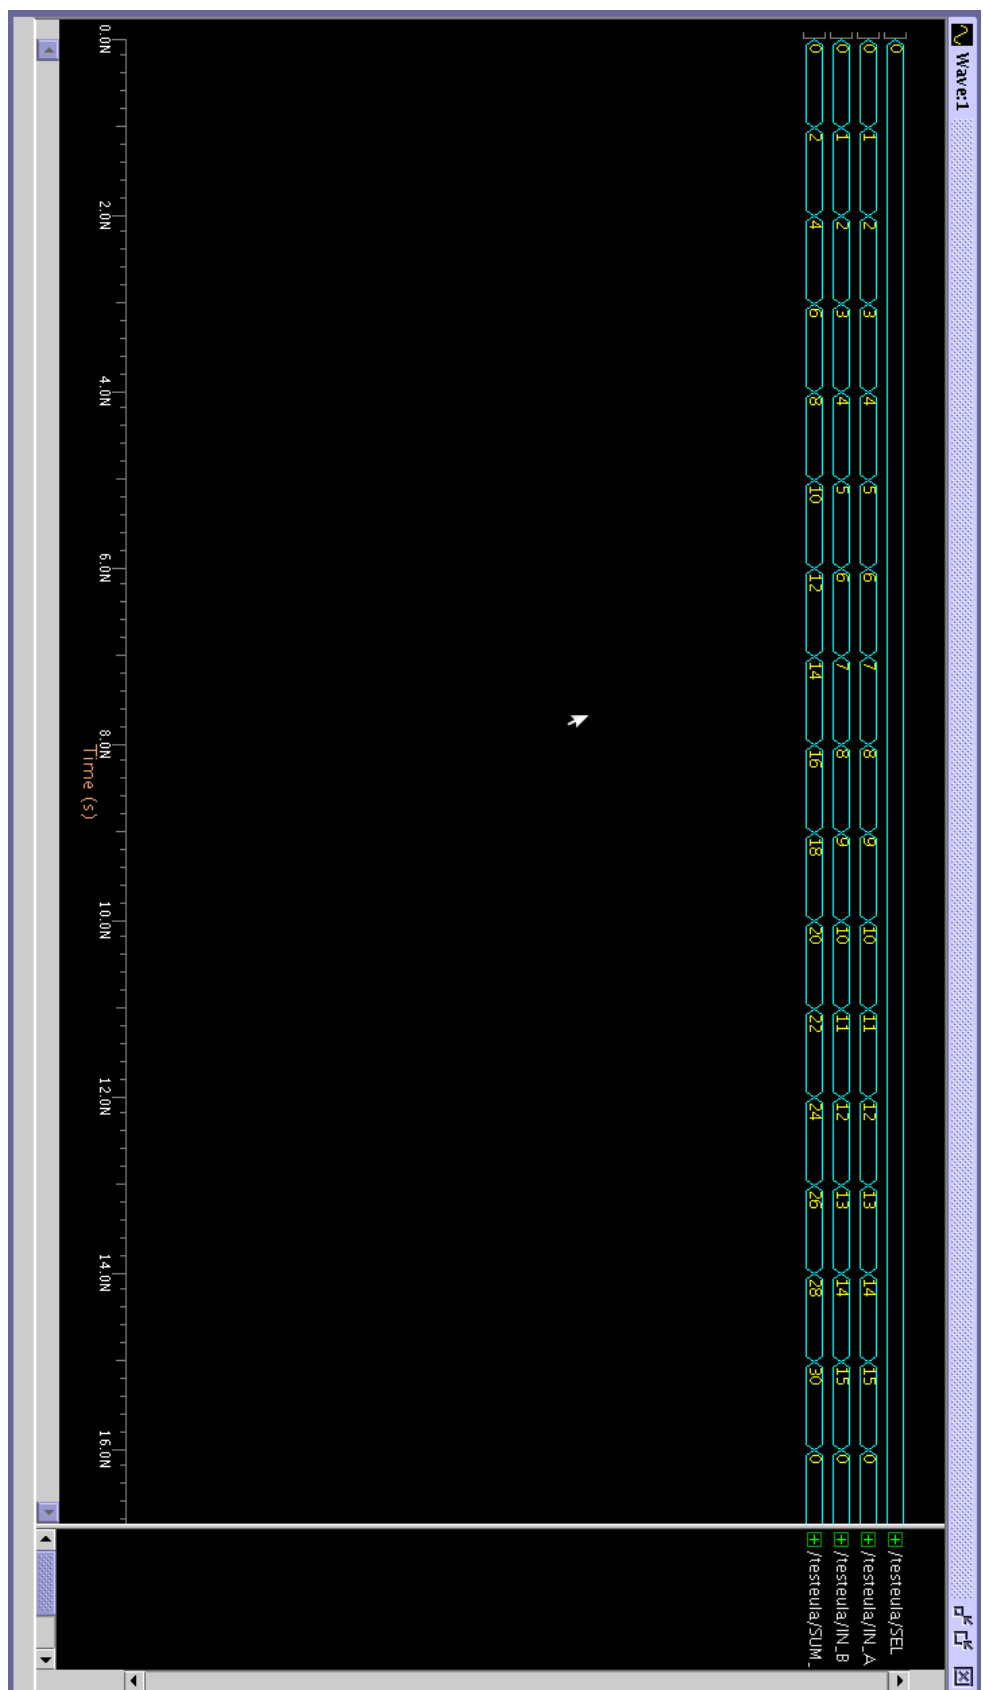 Wave:1
0
0 1 2 3 4 5 6 7 8 9 10 11 12 13 14 15 0
0 1 2 3 4 5 6 7 8 9 10 11 12 13 14 15 0
0 2 4 6 8 10 12 14 16 18 20 22 24 26 28 30 0
/testeula/SEL
/testeula/IN_A
/testeula/IN_B
/testeula/SUM_
0.0N 2.0N 4.0N 6.0N 8.0N 10.0N 12.0N 14.0N 16.0N
Time (s)